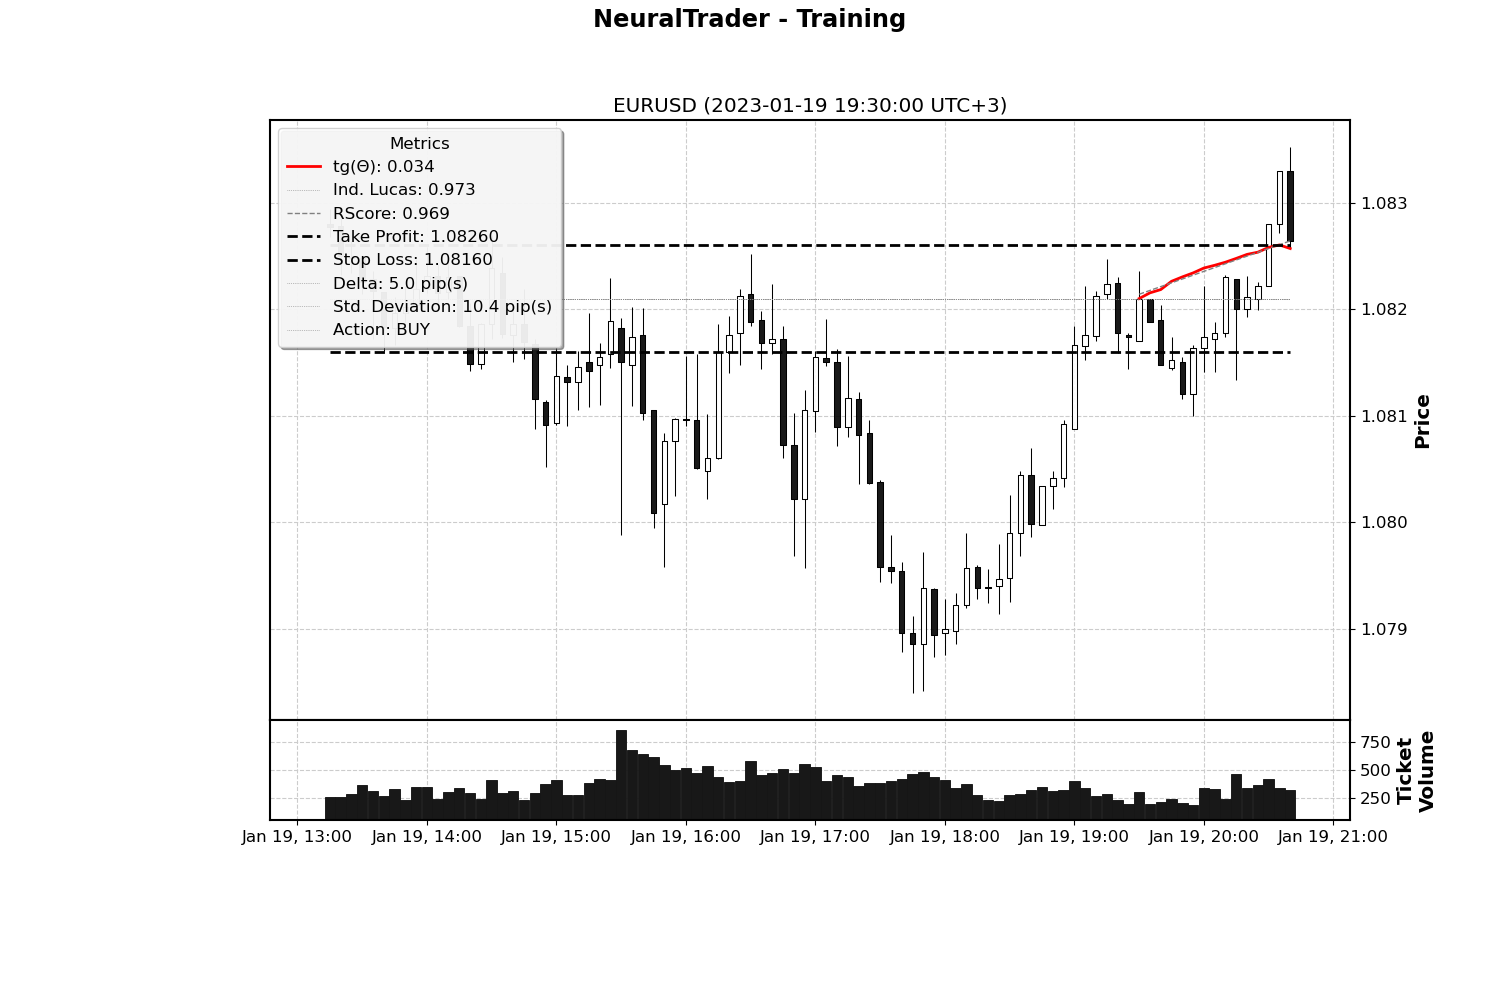 NeuralTrader - Training
EURUSD (2023-01-19 19:30:00 UTC+3)
Metrics
tg(Θ): 0.034
Ind. Lucas: 0.973
RScore: 0.969
Take Profit: 1.08260
Stop Loss: 1.08160
Delta: 5.0 pip(s)
Std. Deviation: 10.4 pip(s)
Action: BUY
1.083
1.082
1.081
1.080
1.079
Price
750
500
250
Ticket
Volume
Jan 19, 13:00 Jan 19, 14:00 Jan 19, 15:00 Jan 19, 16:00 Jan 19, 17:00 Jan 19, 18:00 Jan 19, 19:00 Jan 19, 20:00 Jan 19, 21:00